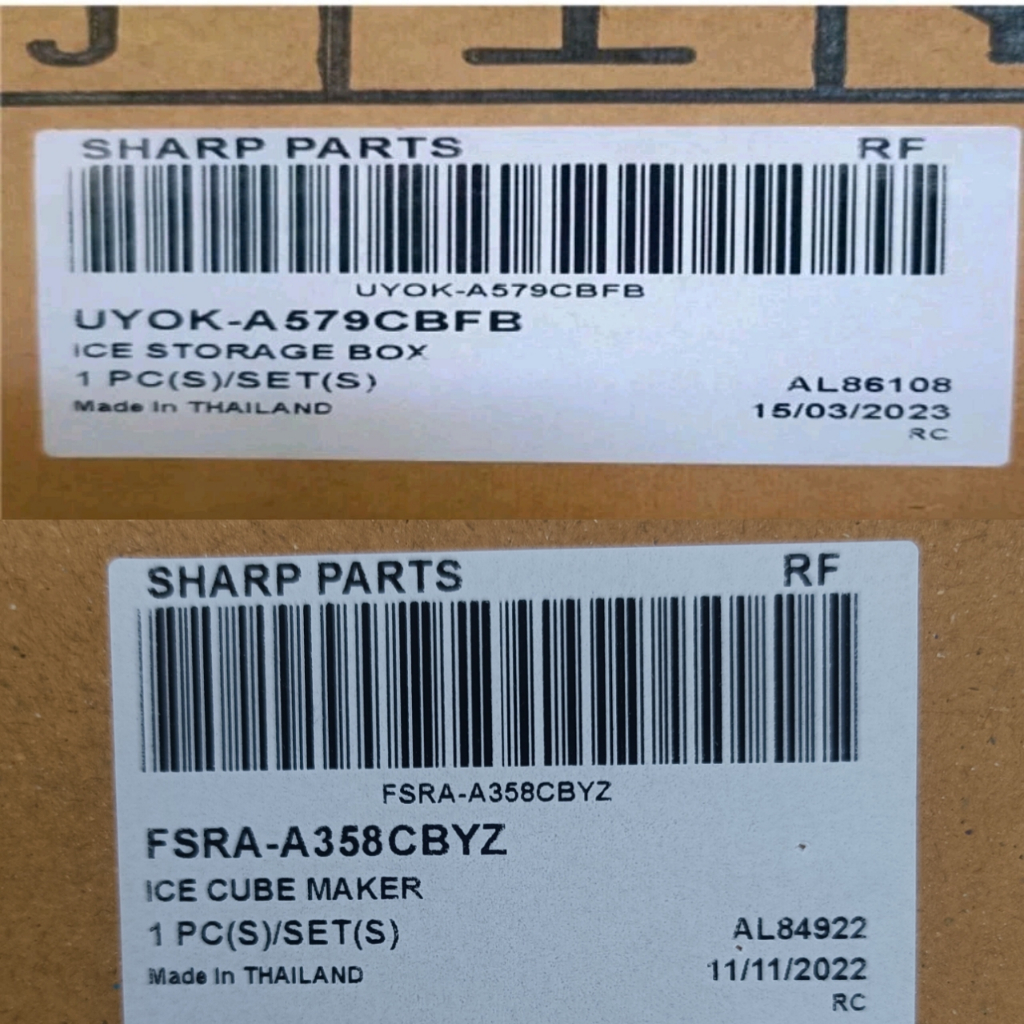 SHARP PARTS RF
UYOK-A579CBFB
UYOK-A579CBFB
ICE STORAGE BOX
1 PC(S)/SET(S) AL86108
Made In THAILAND 15/03/2023
RC
SHARP PARTS RF
FSRA-A358CBYZ
FSRA-A358CBYZ
ICE CUBE MAKER
1 PC(S)/SET(S) AL84922
Made In THAILAND 11/11/2022
RC